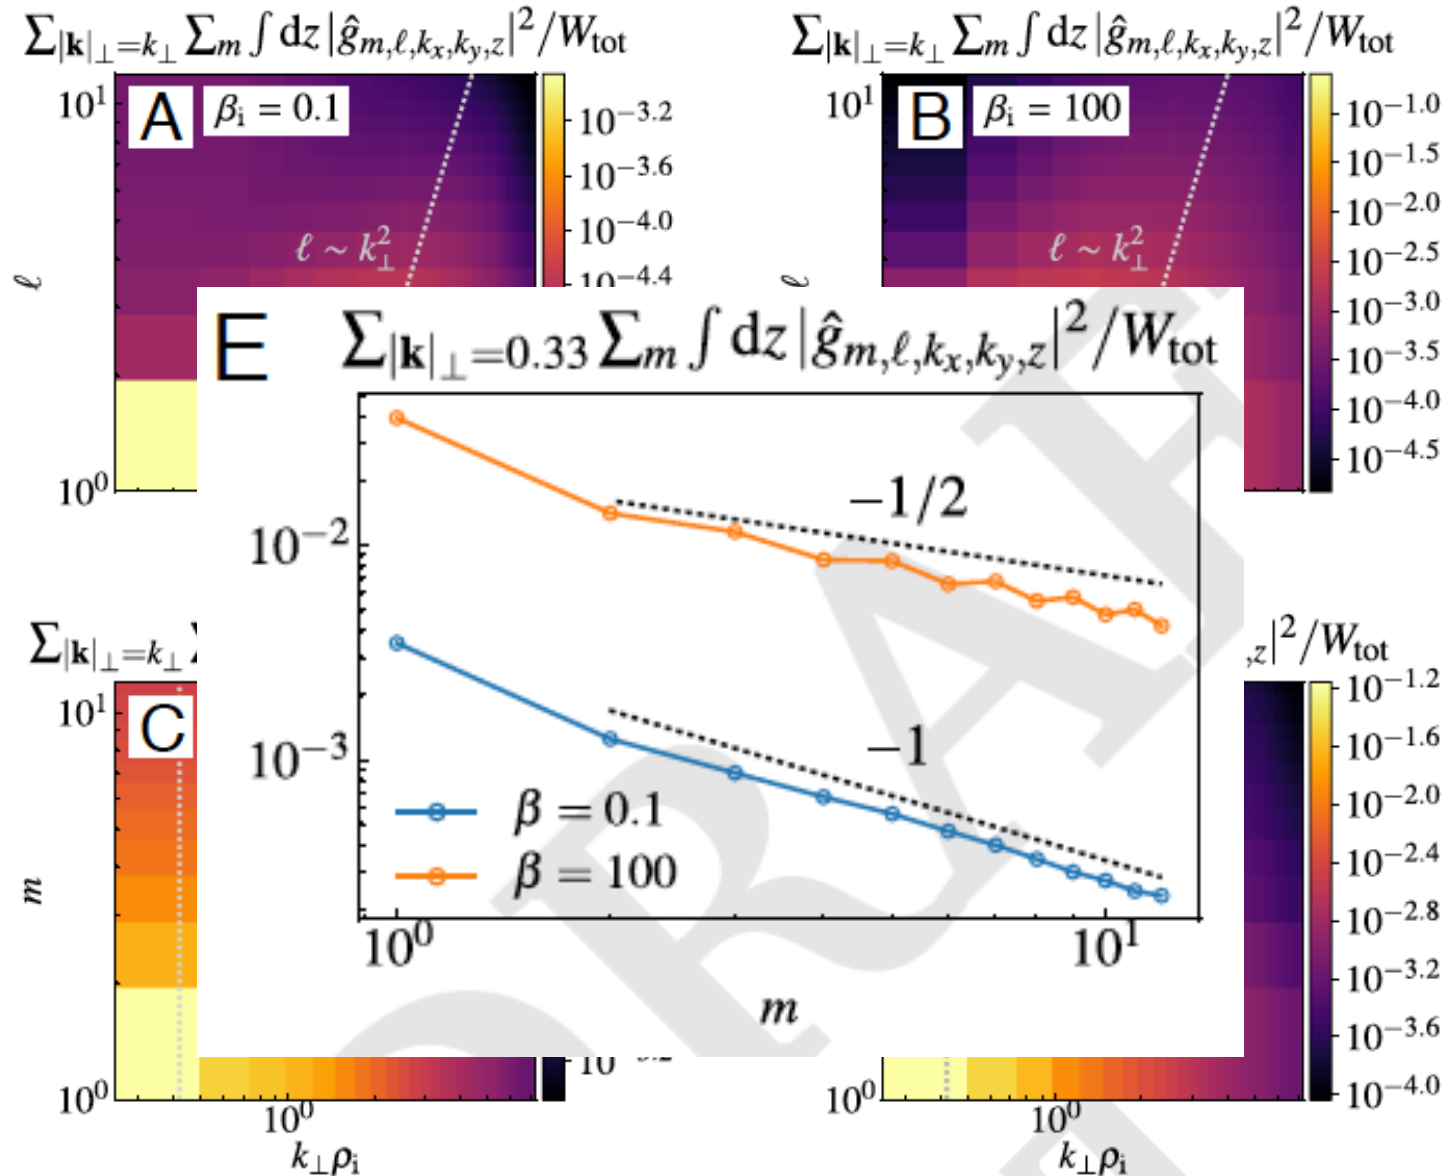 ∑|𝐤|⊥=k⊥ ∑m ∫ dz |ĝm,ℓ,kx,ky,z|²/Wtot
∑|𝐤|⊥=k⊥ ∑m ∫ dz |ĝm,ℓ,kx,ky,z|²/Wtot
A
βi = 0.1
10¹
ℓ ~ k⊥²
ℓ
10⁰
10⁻³·²
10⁻³·⁶
10⁻⁴·⁰
10⁻⁴·⁴
B
βi = 100
10¹
ℓ ~ k⊥²
ℓ
10⁰
10⁻¹·⁰
10⁻¹·⁵
10⁻²·⁰
10⁻²·⁵
10⁻³·⁰
10⁻³·⁵
10⁻⁴·⁰
10⁻⁴·⁵
E
∑|𝐤|⊥=0.33 ∑m ∫ dz |ĝm,ℓ,kx,ky,z|²/Wtot
−1/2
10⁻²
−1
10⁻³
β = 0.1
β = 100
10⁰
10¹
m
∑|𝐤|⊥=k⊥
,z|²/Wtot
C
10¹
m
10⁰
10⁰
k⊥ρi
10⁻¹·²
10⁻¹·⁶
10⁻²·⁰
10⁻²·⁴
10⁻²·⁸
10⁻³·²
10⁻³·⁶
10⁻⁴·⁰
10⁰
10⁰
k⊥ρi